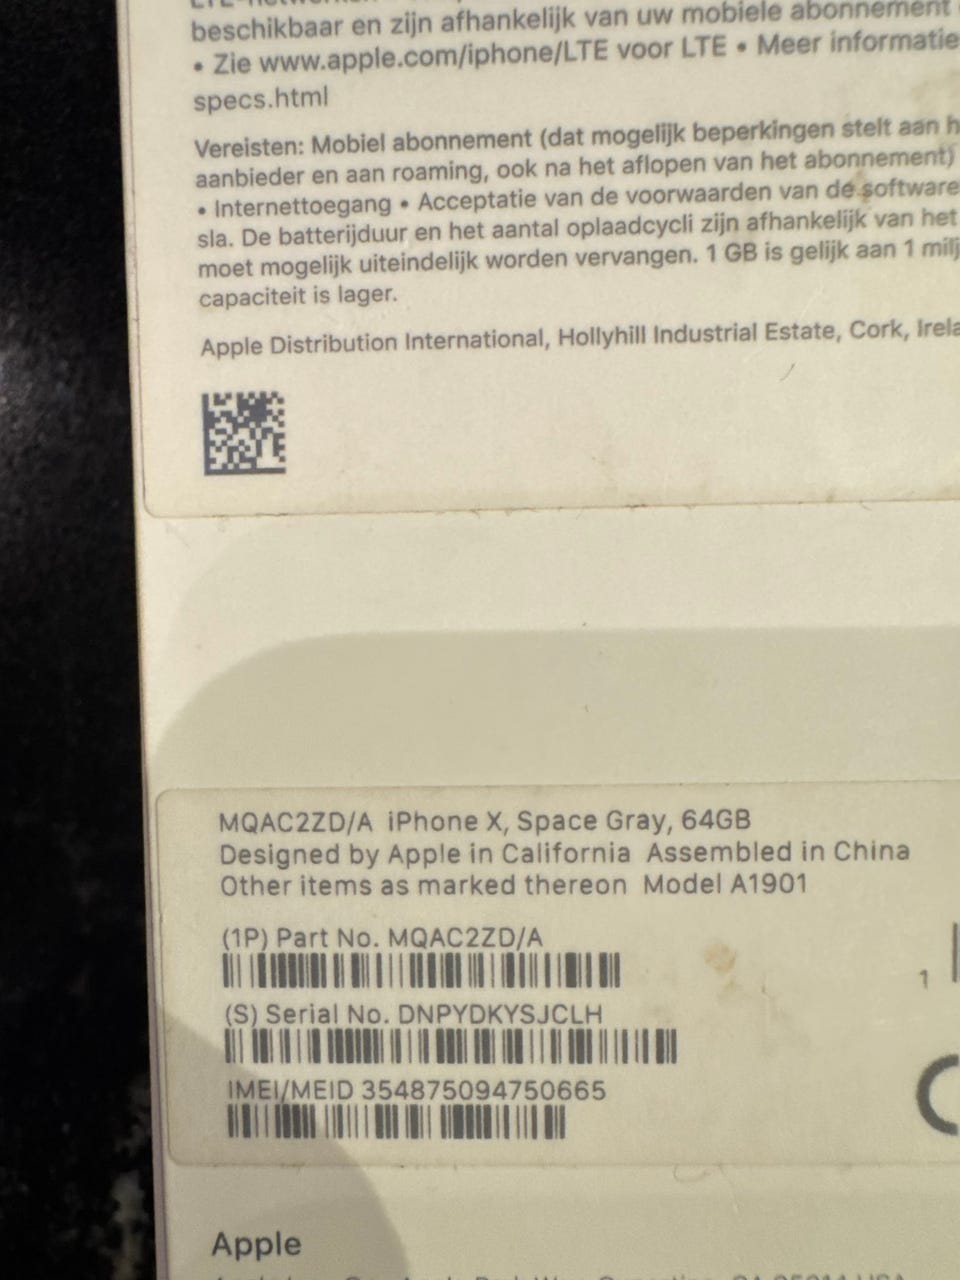 beschikbaar en zijn afhankelijk van uw mobiele abonnement
• Zie www.apple.com/iphone/LTE voor LTE • Meer informatie
specs.html
Vereisten: Mobiel abonnement (dat mogelijk beperkingen stelt aan
aanbieder en aan roaming, ook na het aflopen van het abonnement)
• Internettoegang • Acceptatie van de voorwaarden van de software
sla. De batterijduur en het aantal oplaadcycli zijn afhankelijk van het
moet mogelijk uiteindelijk worden vervangen. 1 GB is gelijk aan 1
capaciteit is lager.
Apple Distribution International, Hollyhill Industrial Estate, Cork,
MQAC2ZD/A iPhone X, Space Gray, 64GB
Designed by Apple in California Assembled in China
Other items as marked thereon Model A1901
(1P) Part No. MQAC2ZD/A
1
(S) Serial No. DNPYDKYSJCLH
IMEI/MEID 354875094750665
Apple